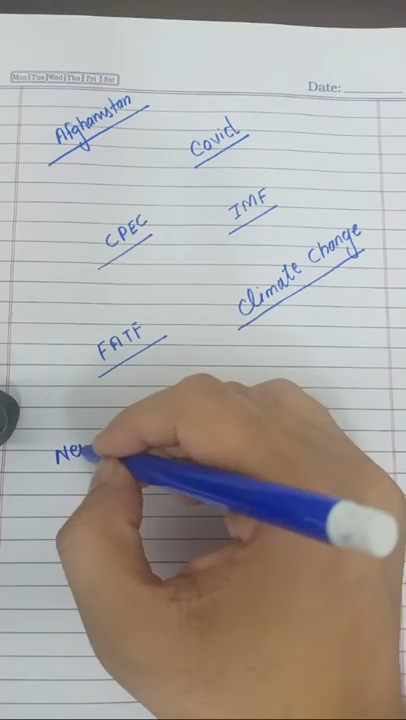 Mon Tue Wed Thu Fri Sat
Date:
Afghanistan
Covid
CPEC
IMF
Climate Change
FATF
Ne